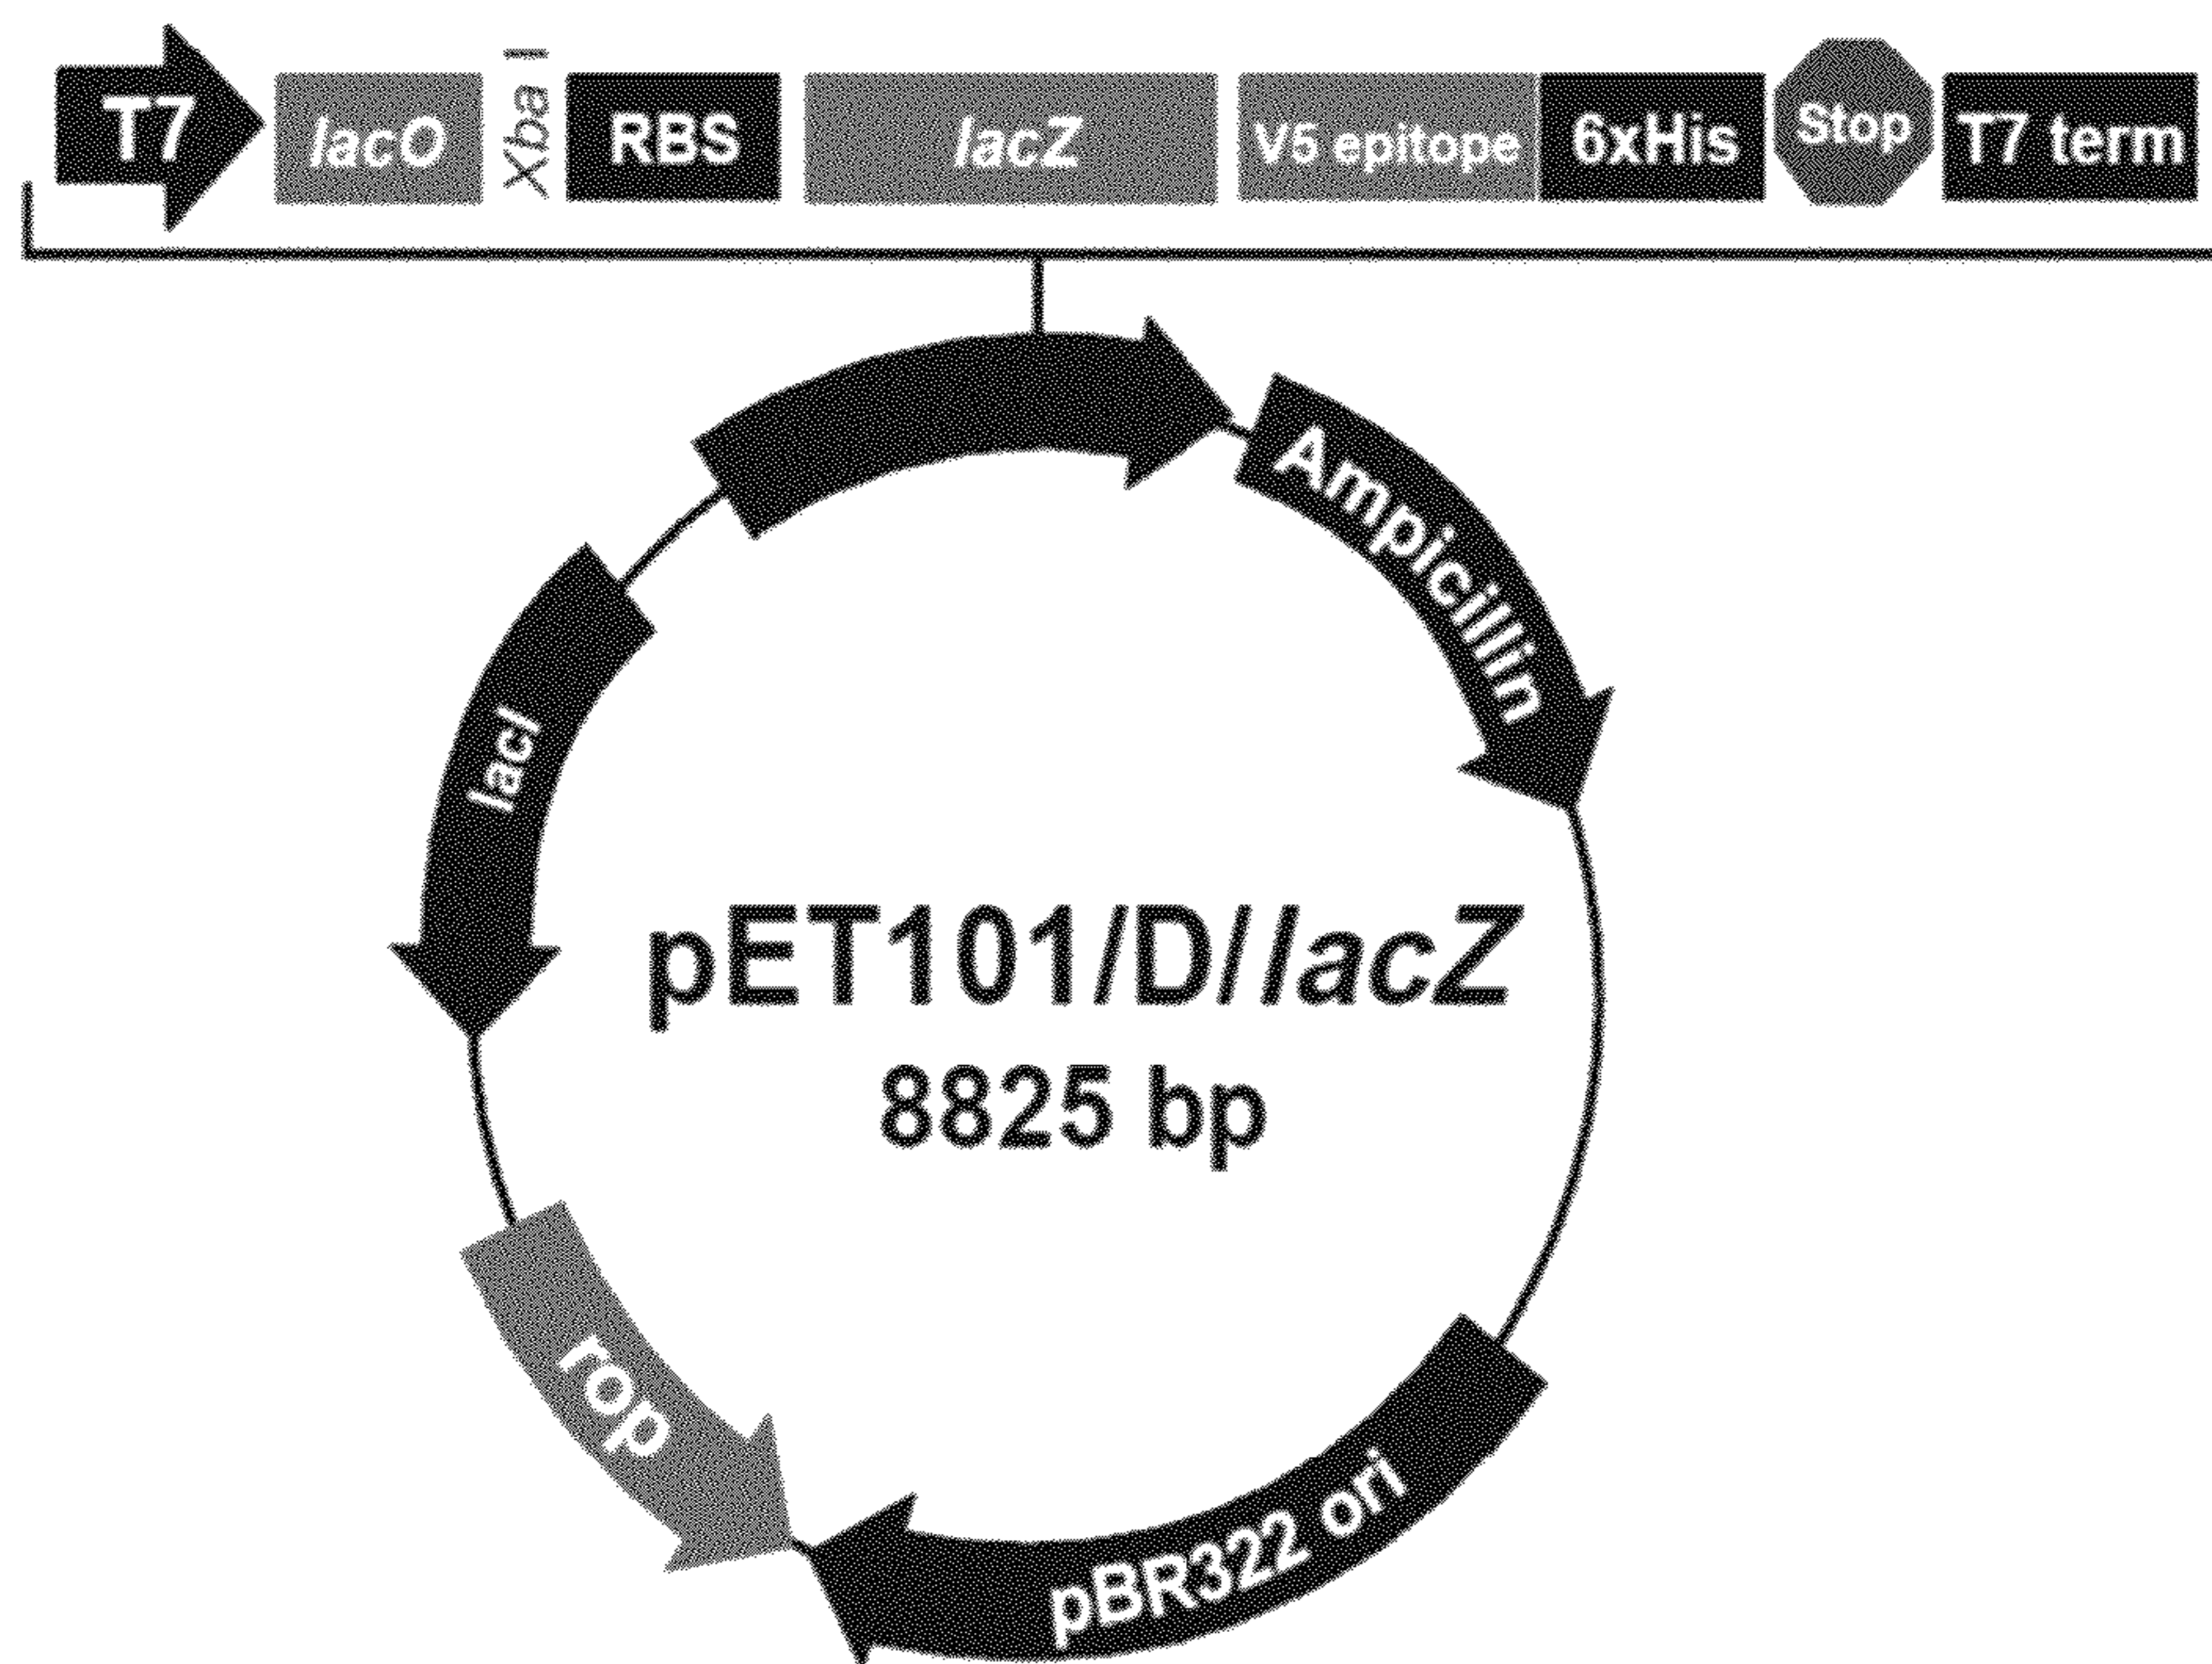 T7 lacO Xba I RBS lacZ V5 epitope 6xHis Stop T7 term
Ampicillin
lacI
pET101/D/lacZ
8825 bp
rop
pBR322 ori